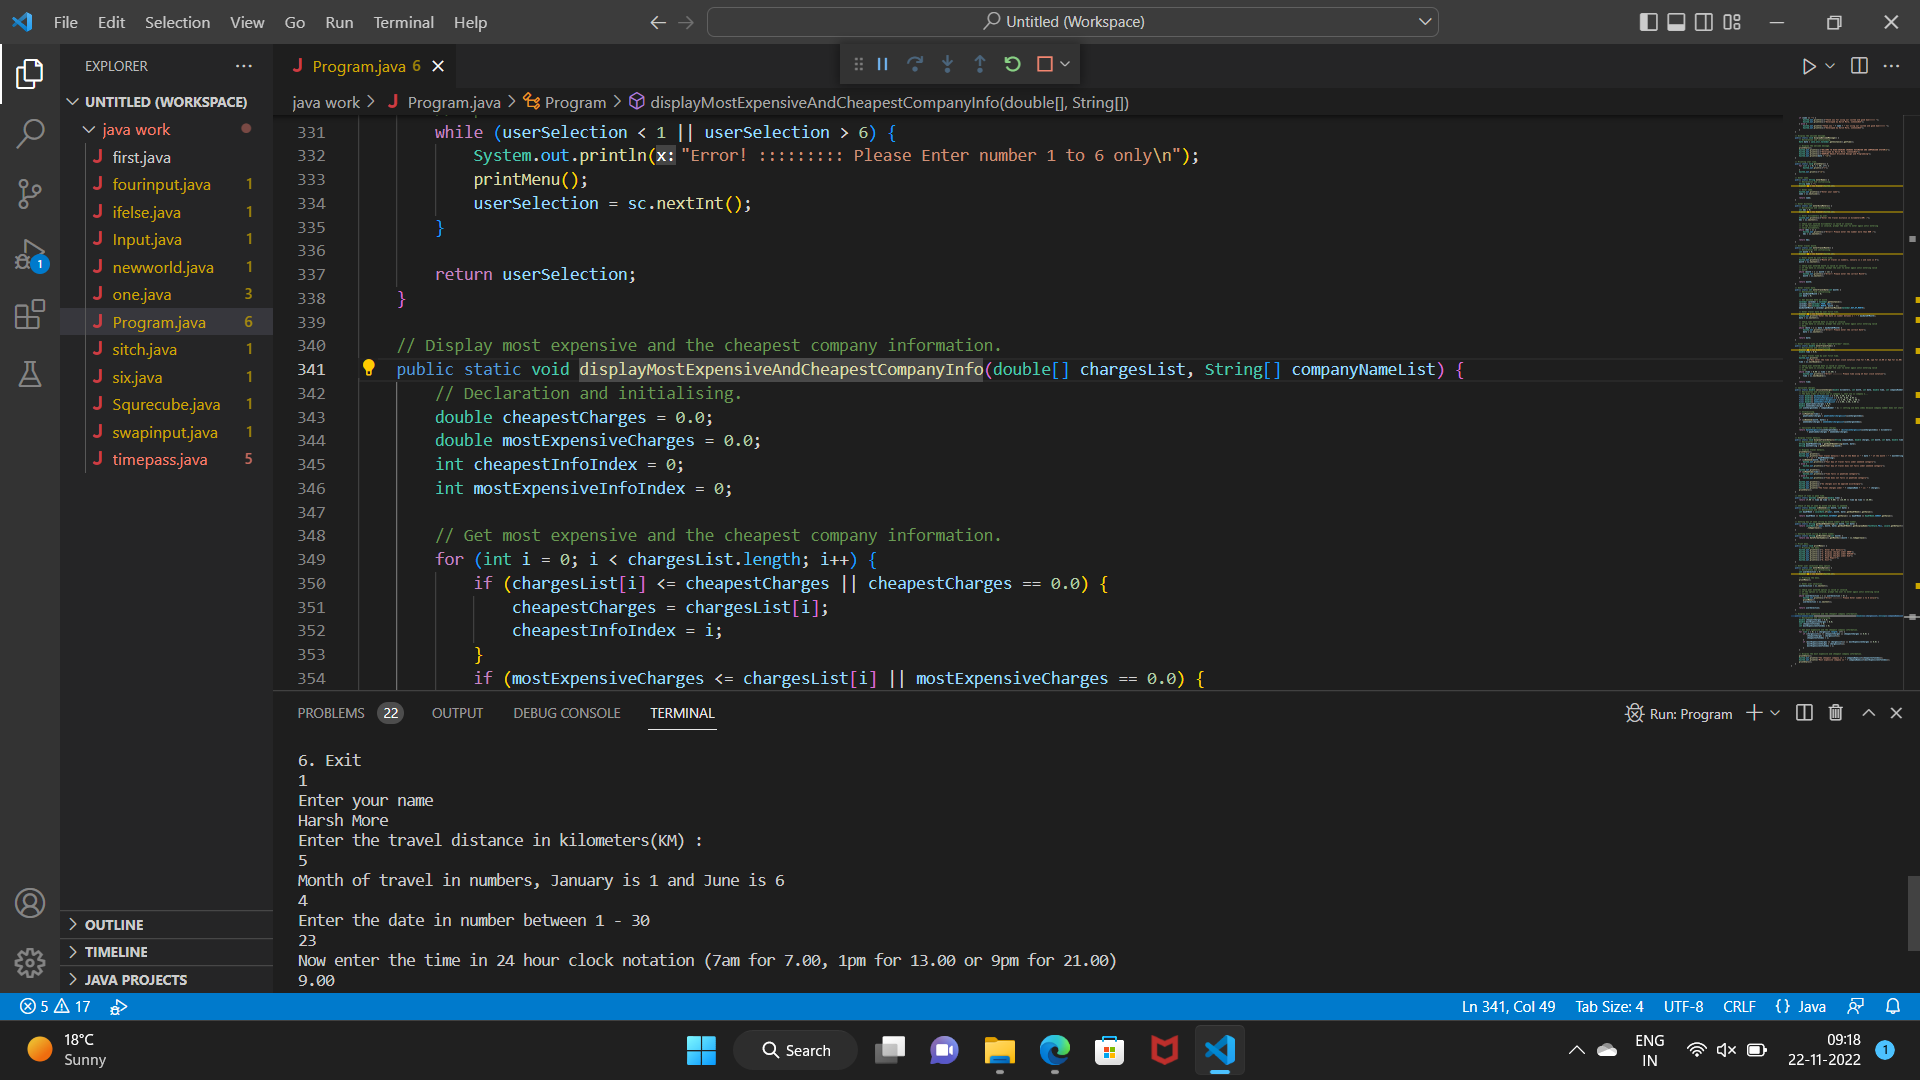 File Edit Selection View Go Run Terminal Help
Untitled (Workspace)
EXPLORER
Program.java 6
UNTITLED (WORKSPACE)
java work > Program.java > Program > displayMostExpensiveAndCheapestCompanyInfo(double[], String[])
java work
first.java
fourinput.java 1
ifelse.java 1
Input.java 1
newworld.java 1
one.java 3
Program.java 6
sitch.java 1
six.java 1
Squrecube.java 1
swapinput.java 1
timepass.java 5
OUTLINE
TIMELINE
JAVA PROJECTS
331 while (userSelection < 1 || userSelection > 6) {
332 System.out.println(x: "Error! ::::::::: Please Enter number 1 to 6 only\n");
333 printMenu();
334 userSelection = sc.nextInt();
335 }
336
337 return userSelection;
338 }
339
340 // Display most expensive and the cheapest company information.
341 public static void displayMostExpensiveAndCheapestCompanyInfo(double[] chargesList, String[] companyNameList) {
342 // Declaration and initialising.
343 double cheapestCharges = 0.0;
344 double mostExpensiveCharges = 0.0;
345 int cheapestInfoIndex = 0;
346 int mostExpensiveInfoIndex = 0;
347
348 // Get most expensive and the cheapest company information.
349 for (int i = 0; i < chargesList.length; i++) {
350 if (chargesList[i] <= cheapestCharges || cheapestCharges == 0.0) {
351 cheapestCharges = chargesList[i];
352 cheapestInfoIndex = i;
353 }
354 if (mostExpensiveCharges <= chargesList[i] || mostExpensiveCharges == 0.0) {
PROBLEMS 22 OUTPUT DEBUG CONSOLE TERMINAL
Run: Program
6. Exit
1
Enter your name
Harsh More
Enter the travel distance in kilometers(KM) :
5
Month of travel in numbers, January is 1 and June is 6
4
Enter the date in number between 1 - 30
23
Now enter the time in 24 hour clock notation (7am for 7.00, 1pm for 13.00 or 9pm for 21.00)
9.00
5 17
Ln 341, Col 49 Tab Size: 4 UTF-8 CRLF {} Java
18°C
Sunny
Search
ENG
IN
09:18
22-11-2022
1